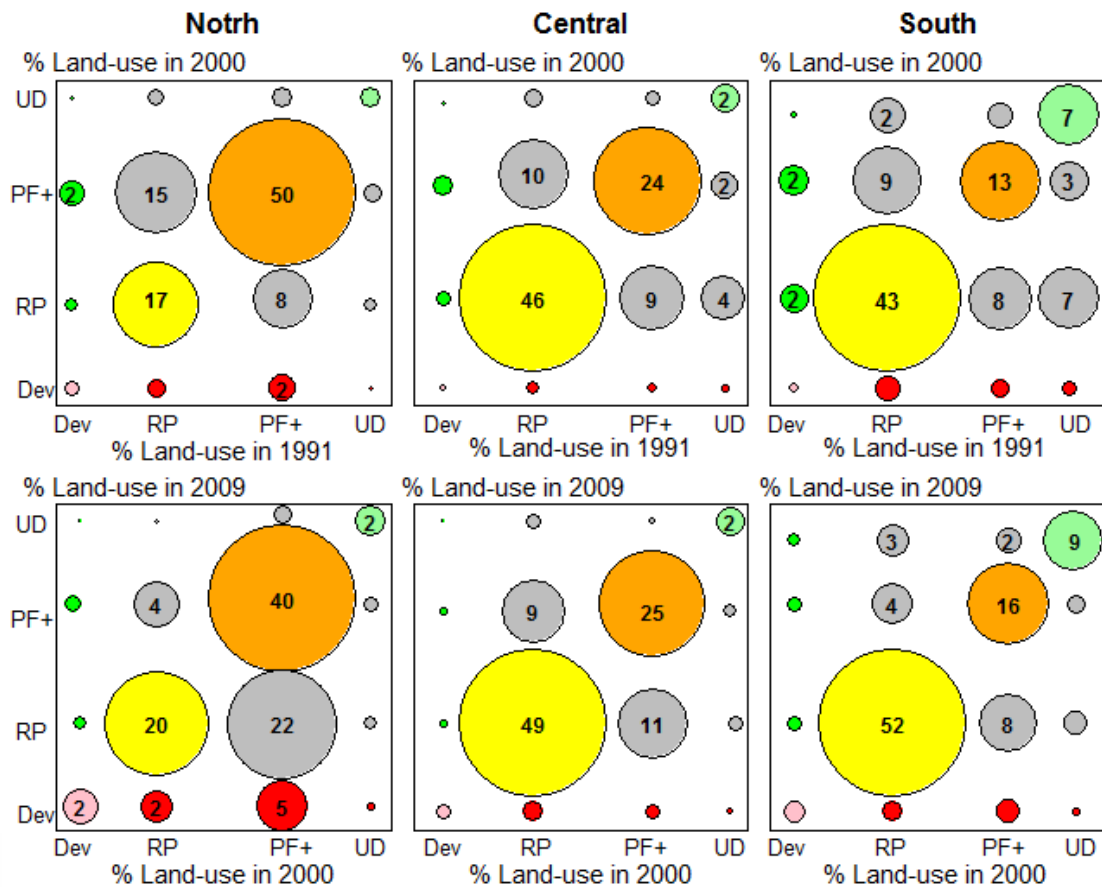 Notrh Central South
% Land-use in 2000 % Land-use in 2000 % Land-use in 2000
UD 2 2 7
PF+ 2 15 50 10 24 2 2 9 13 3
RP 17 8 46 9 4 2 43 8 7
Dev 2
Dev RP PF+ UD Dev RP PF+ UD Dev RP PF+ UD
% Land-use in 1991 % Land-use in 1991 % Land-use in 1991
% Land-use in 2009 % Land-use in 2009 % Land-use in 2009
UD 2 2 3 2 9
PF+ 4 40 9 25 4 16
RP 20 22 49 11 52 8
Dev 2 2 5
Dev RP PF+ UD Dev RP PF+ UD Dev RP PF+ UD
% Land-use in 2000 % Land-use in 2000 % Land-use in 2000